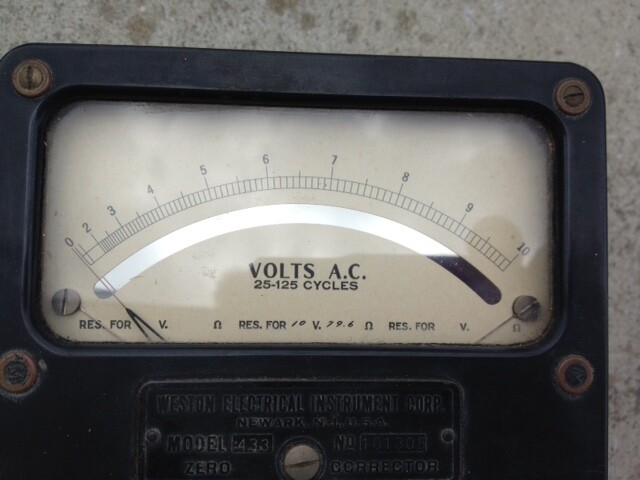 0 2 3 4 5 6 7 8 9 10
VOLTS A.C.
25-125 CYCLES
RES. FOR V. Ω RES. FOR 10 V. 79.6 Ω RES. FOR V. Ω
WESTON ELECTRICAL INSTRUMENT CORP.
NEWARK, N.J., U.S.A.
MODEL 433 NO
ZERO CORRECTOR